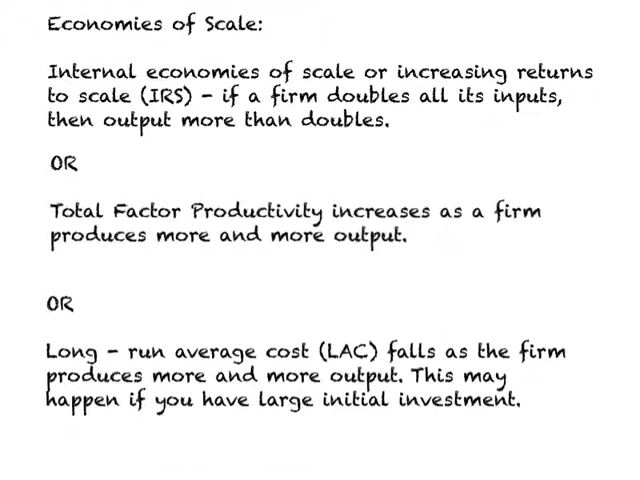 Economies of Scale:
Internal economies of scale or increasing returns
to scale (IRS) - if a firm doubles all its inputs,
then output more than doubles.
OR
Total Factor Productivity increases as a firm
produces more and more output.
OR
Long - run average cost (LAC) falls as the firm
produces more and more output. This may
happen if you have large initial investment.